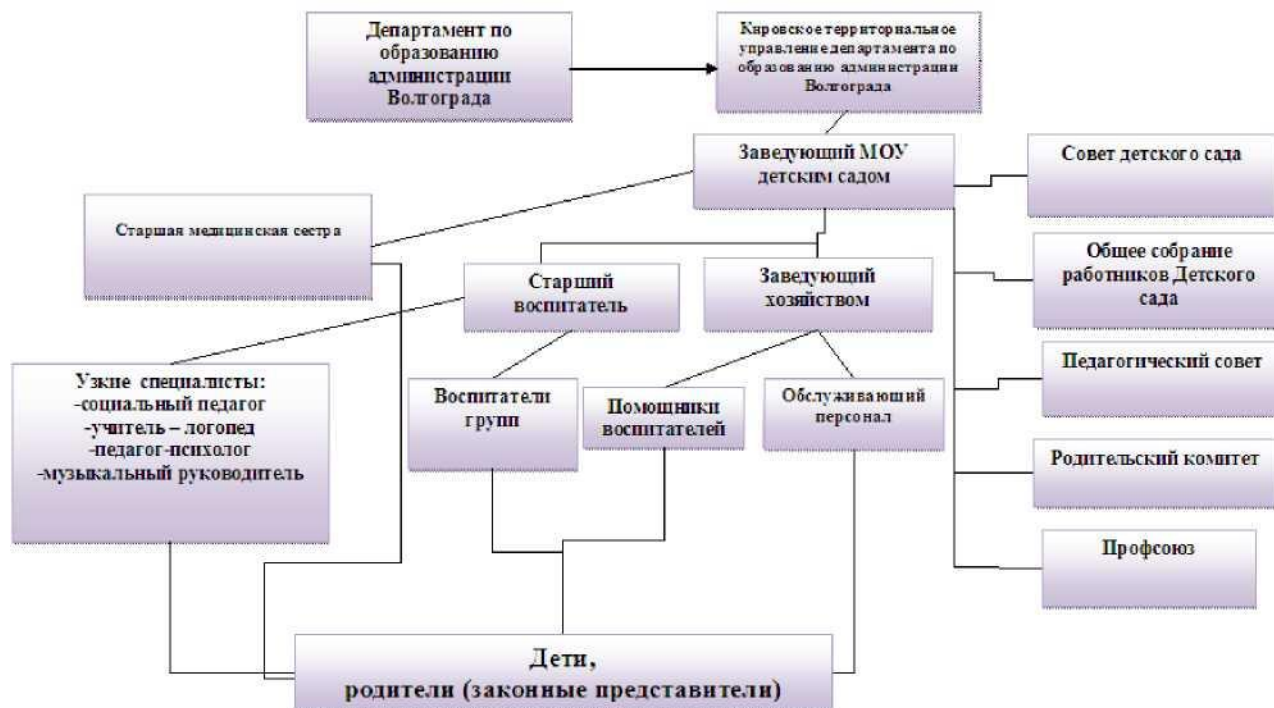 Департамент по
образованию
администрации
Волгограда
Кировское территориальное
управление департамента по
образованию администрации
Волгограда
Заведующий МОУ
детским садом
Совет детского сада
Старшая медицинская сестра
Общее собрание
работников Детского
сада
Старший
воспитатель
Заведующий
хозяйством
Педагогический совет
Узкие специалисты:
-социальный педагог
-учитель – логопед
-педагог-психолог
-музыкальный руководитель
Воспитатели
групп
Помощники
воспитателей
Обслуживающий
персонал
Родительский комитет
Профсоюз
Дети,
родители (законные представители)